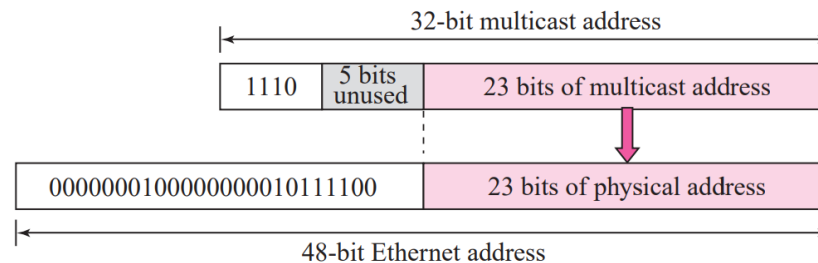 32-bit multicast address
1110
5 bits
unused
23 bits of multicast address
0000000100000000010111100
23 bits of physical address
48-bit Ethernet address